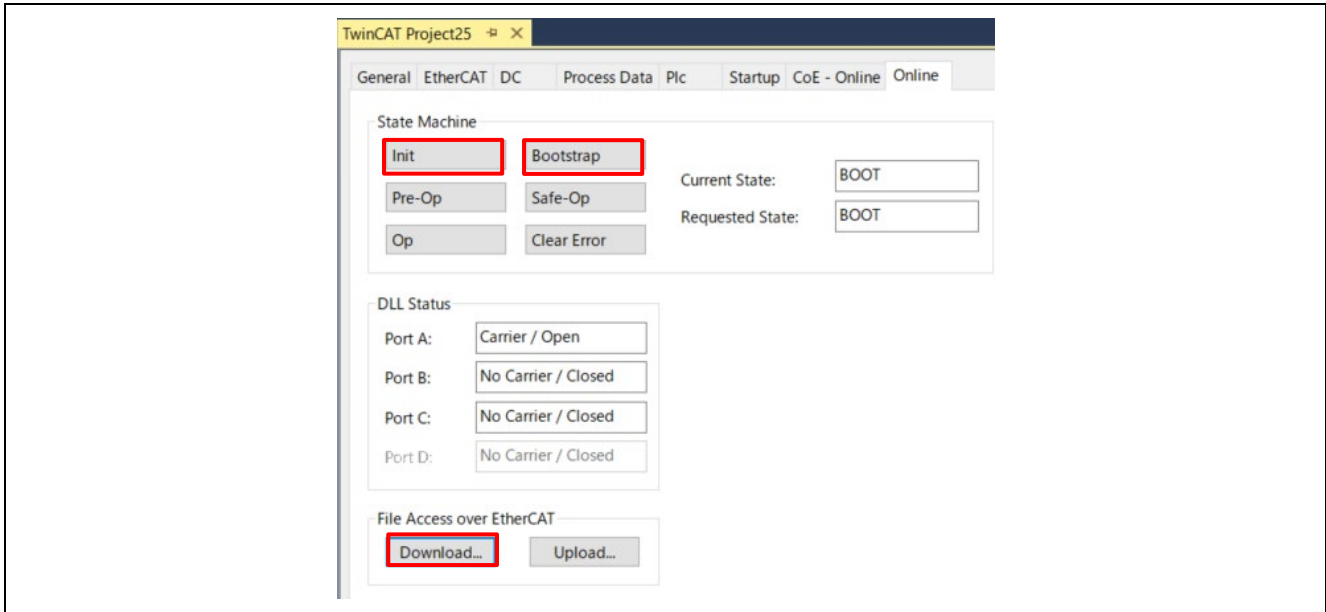 TwinCAT Project25
General EtherCAT DC Process Data Plc Startup CoE - Online Online
State Machine
Init Bootstrap
Current State: BOOT
Pre-Op Safe-Op
Requested State: BOOT
Op Clear Error
DLL Status
Port A: Carrier / Open
Port B: No Carrier / Closed
Port C: No Carrier / Closed
Port D: No Carrier / Closed
File Access over EtherCAT
Download... Upload...